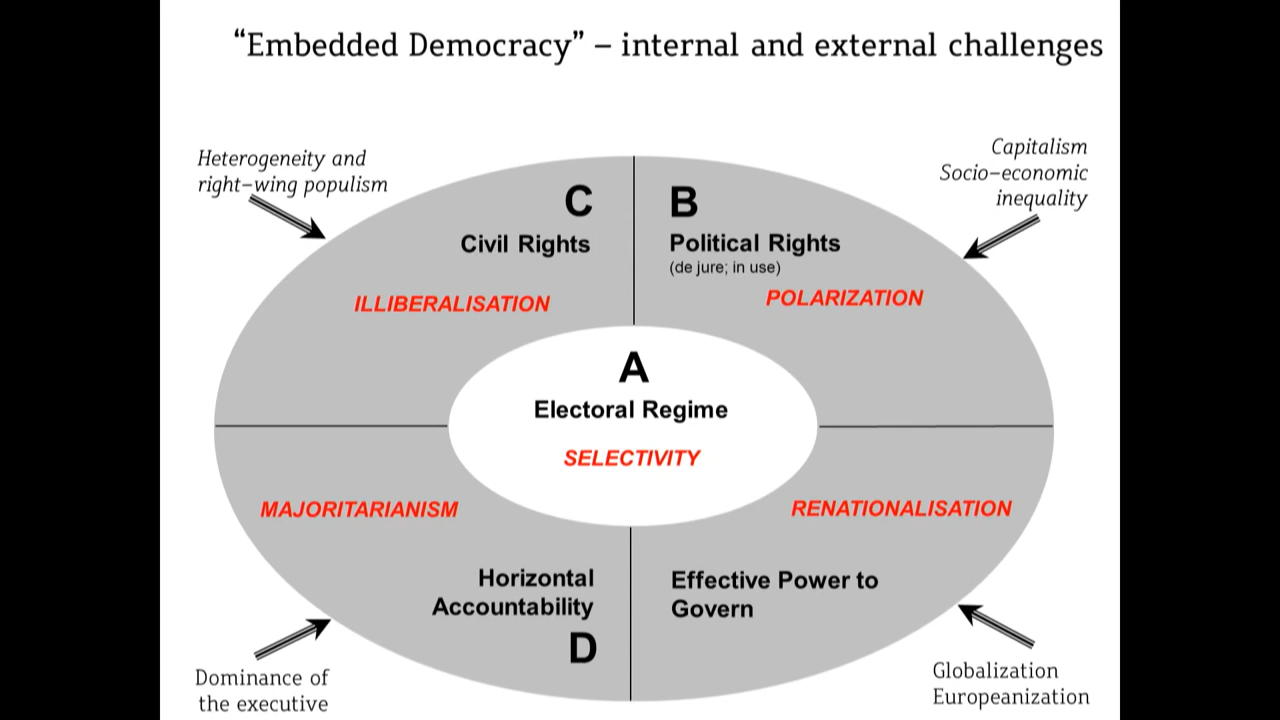 “Embedded Democracy” – internal and external challenges
Heterogeneity and
right–wing populism
Capitalism
Socio–economic
inequality
C
Civil Rights
ILLIBERALISATION
B
Political Rights
(de jure; in use)
POLARIZATION
A
Electoral Regime
SELECTIVITY
MAJORITARIANISM
Horizontal
Accountability
D
RENATIONALISATION
Effective Power to
Govern
Dominance of
the executive
Globalization
Europeanization